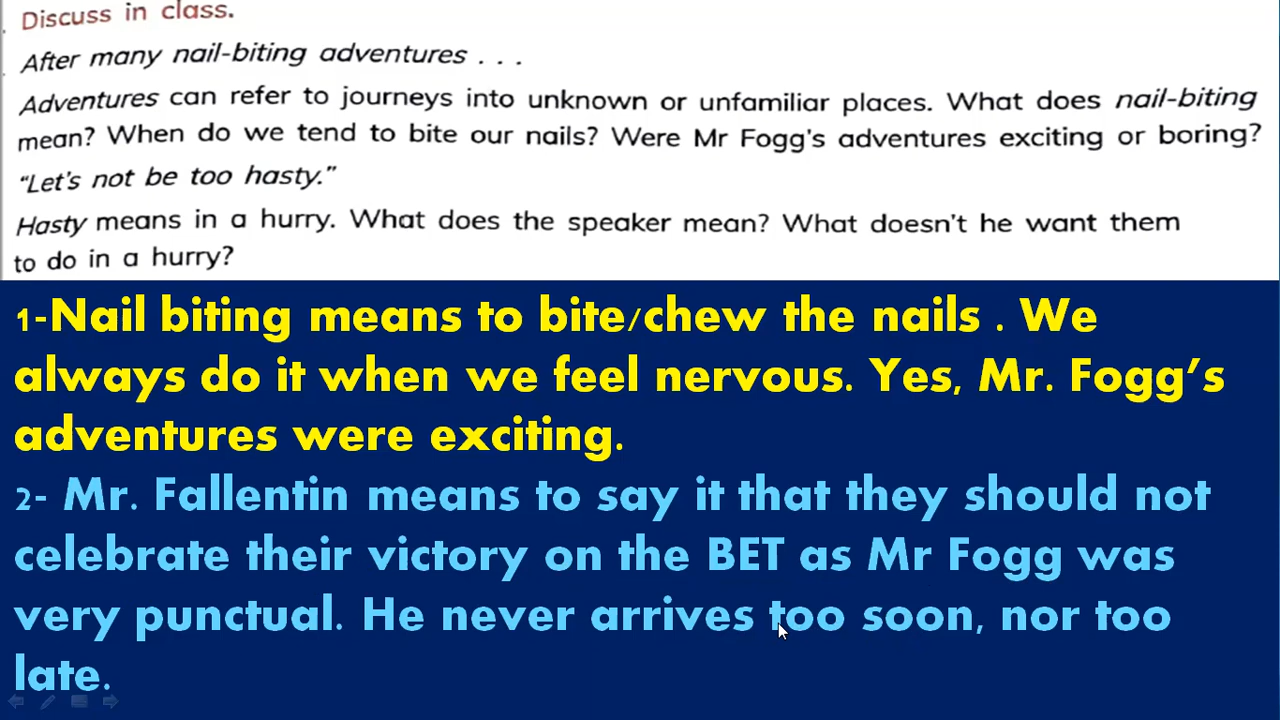 Discuss in class.
After many nail-biting adventures . . .
Adventures can refer to journeys into unknown or unfamiliar places. What does nail-biting
mean? When do we tend to bite our nails? Were Mr Fogg's adventures exciting or boring?
“Let's not be too hasty.”
Hasty means in a hurry. What does the speaker mean? What doesn't he want them
to do in a hurry?
1-Nail biting means to bite/chew the nails . We
always do it when we feel nervous. Yes, Mr. Fogg’s
adventures were exciting.
2- Mr. Fallentin means to say it that they should not
celebrate their victory on the BET as Mr Fogg was
very punctual. He never arrives too soon, nor too
late.